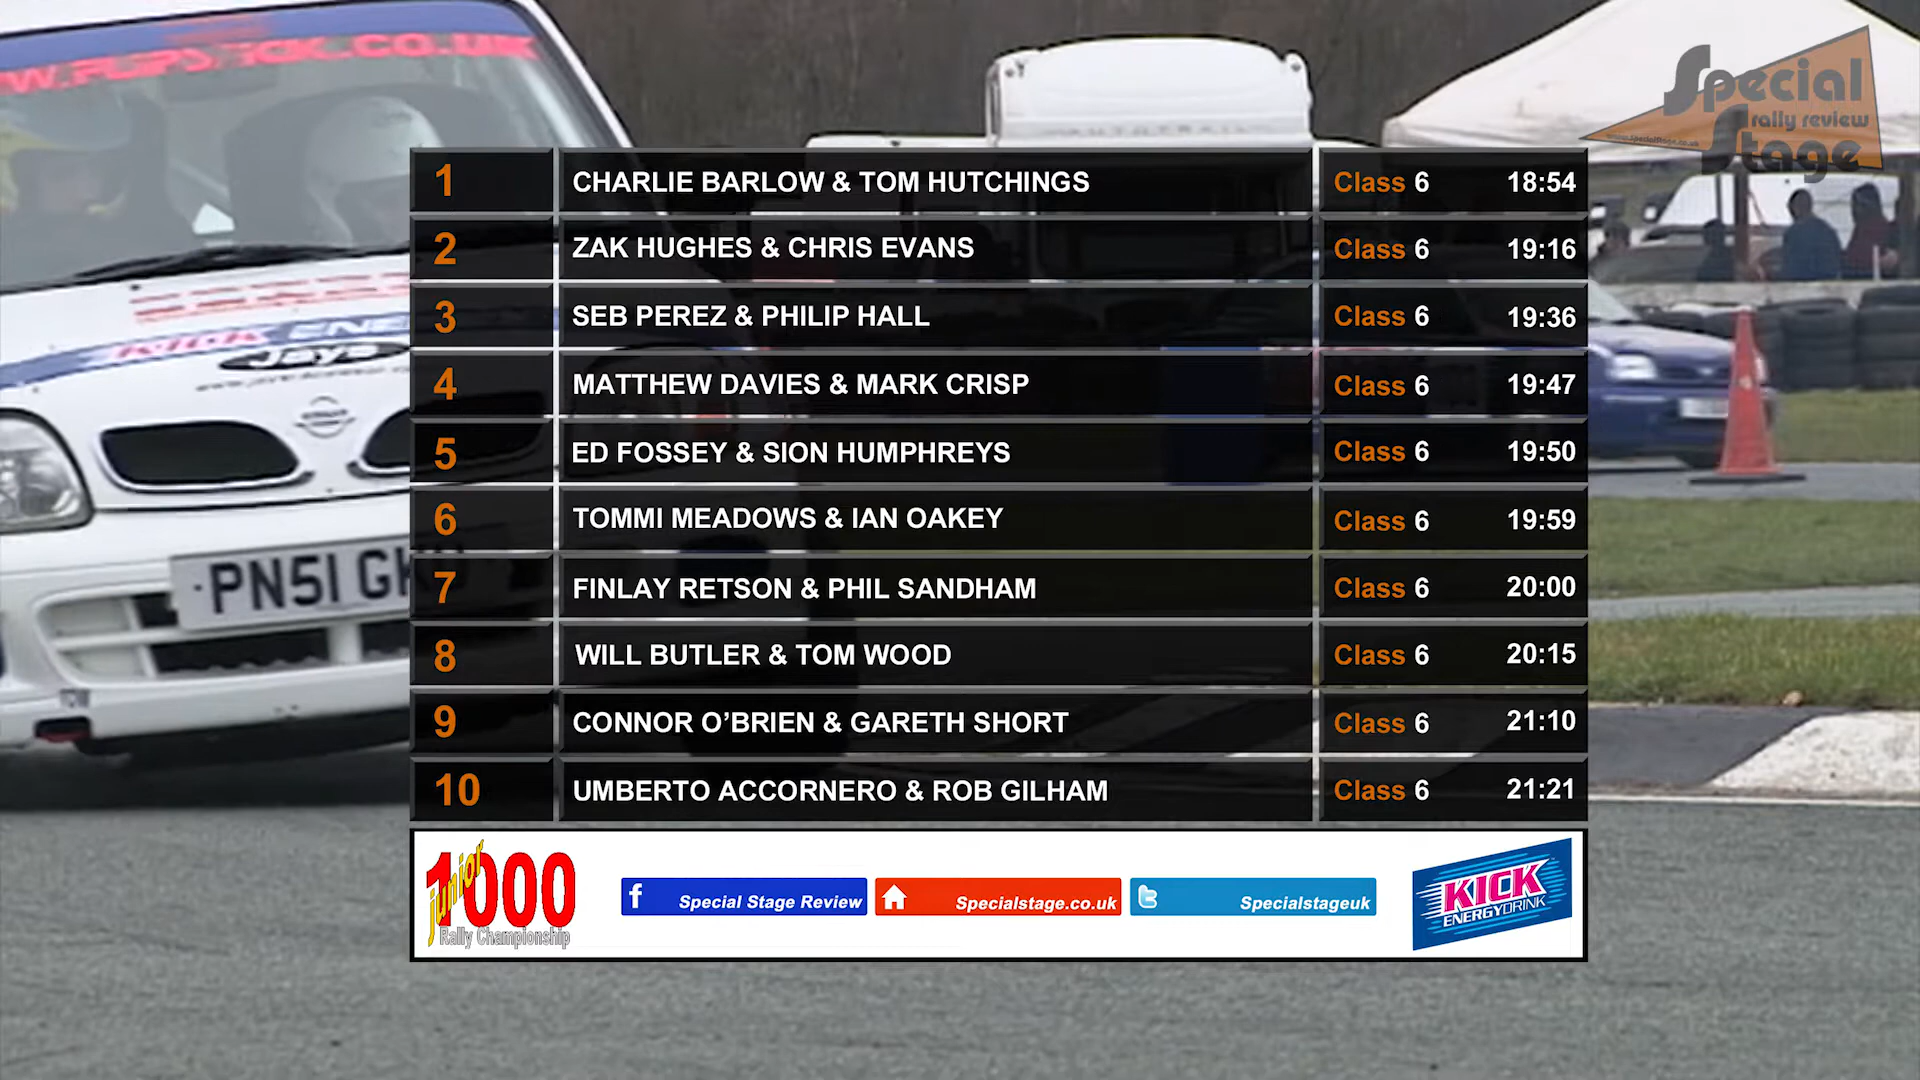 Special
rally review
Stage
KICK
Jays
PN51 G
1 CHARLIE BARLOW & TOM HUTCHINGS Class 6 18:54
2 ZAK HUGHES & CHRIS EVANS Class 6 19:16
3 SEB PEREZ & PHILIP HALL Class 6 19:36
4 MATTHEW DAVIES & MARK CRISP Class 6 19:47
5 ED FOSSEY & SION HUMPHREYS Class 6 19:50
6 TOMMI MEADOWS & IAN OAKEY Class 6 19:59
7 FINLAY RETSON & PHIL SANDHAM Class 6 20:00
8 WILL BUTLER & TOM WOOD Class 6 20:15
9 CONNOR O’BRIEN & GARETH SHORT Class 6 21:10
10 UMBERTO ACCORNERO & ROB GILHAM Class 6 21:21
junior
1000
Rally Championship
Special Stage Review
Specialstage.co.uk
Specialstageuk
KICK
ENERGYDRINK